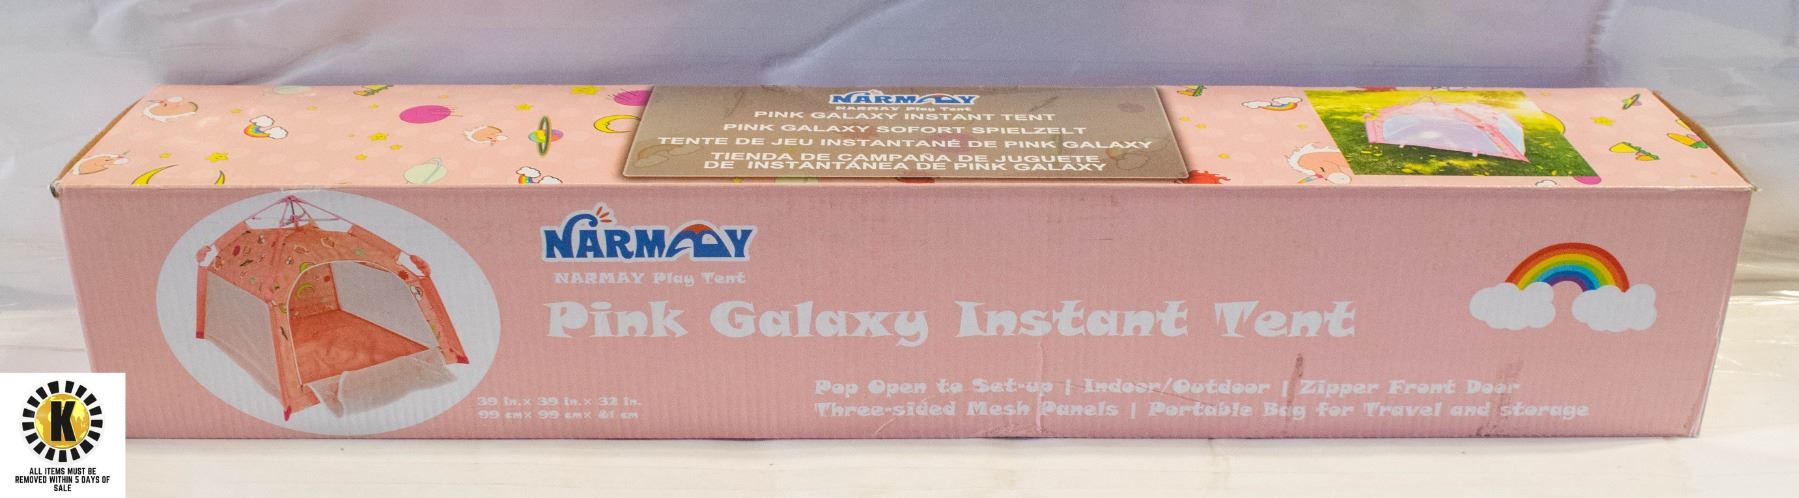 NARMAY
NARMAY Play Tent
PINK GALAXY INSTANT TENT
PINK GALAXY SOFORT SPIELZELT
TENTE DE JEU INSTANTANÉ DE PINK GALAXY
TIENDA DE CAMPAÑA DE JUGUETE
DE INSTANTÁNEA DE PINK GALAXY
NARMAY
NARMAY Play Tent
Pink Galaxy Instant Tent
39 in.× 39 in.× 32 in.
99 cm× 99 cm× 81 cm
Pop Open to Set-up | Indoor/Outdoor | Zipper Front Door
Three-sided Mesh Panels | Portable Bag for Travel and storage
K
ALL ITEMS MUST BE
REMOVED WITHIN 5 DAYS OF
SALE